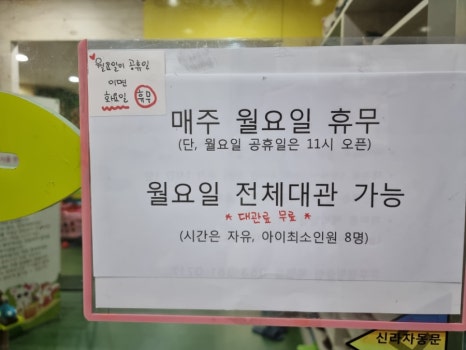 월요일이 공휴일
이면
화요일 휴무
매주 월요일 휴무
(단, 월요일 공휴일은 11시 오픈)
월요일 전체대관 가능
* 대관료 무료 *
(시간은 자유, 아이최소인원 8명)
신리자동문